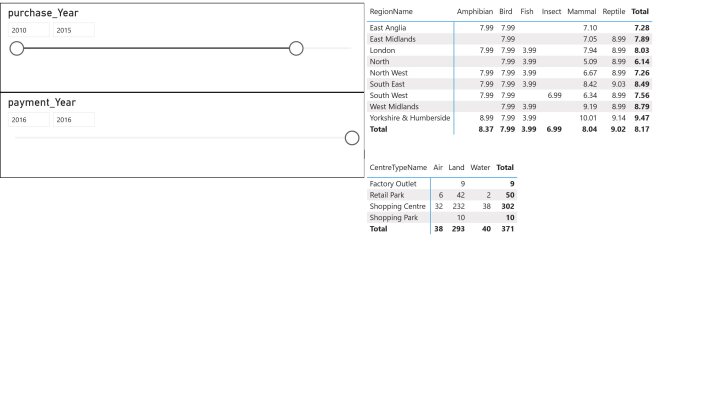 purchase_Year
2010 2015
payment_Year
2016 2016
RegionName Amphibian Bird Fish Insect Mammal Reptile Total
East Anglia 7.99 7.99 7.10 7.28
East Midlands 7.99 7.05 8.99 7.89
London 7.99 7.99 3.99 7.94 8.99 8.03
North 7.99 3.99 5.09 8.99 6.14
North West 7.99 7.99 3.99 6.67 8.99 7.26
South East 7.99 7.99 3.99 8.42 9.03 8.49
South West 7.99 7.99 6.99 6.34 8.99 7.56
West Midlands 7.99 3.99 9.19 8.99 8.79
Yorkshire & Humberside 8.99 7.99 3.99 10.01 9.14 9.47
Total 8.37 7.99 3.99 6.99 8.04 9.02 8.17
CentreTypeName Air Land Water Total
Factory Outlet 9 9
Retail Park 6 42 2 50
Shopping Centre 32 232 38 302
Shopping Park 10 10
Total 38 293 40 371